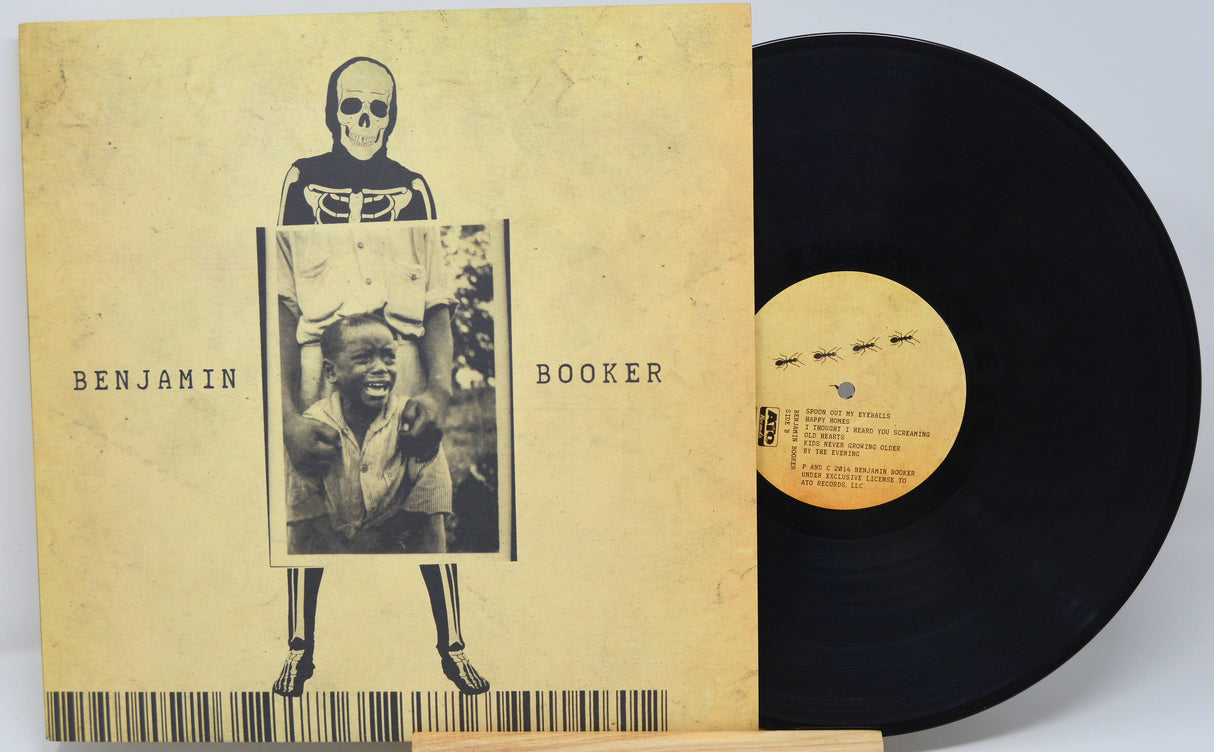 BENJAMIN BOOKER
ATO
Records
SIDE B
BENJAMIN BOOKER
SPOON OUT MY EYEBALLS
HAPPY HOMES
I THOUGHT I HEARD YOU SCREAMING
OLD HEARTS
KIDS NEVER GROWING OLDER
BY THE EVENING
P AND C 2014 BENJAMIN BOOKER
UNDER EXCLUSIVE LICENSE TO
ATO RECORDS, LLC.